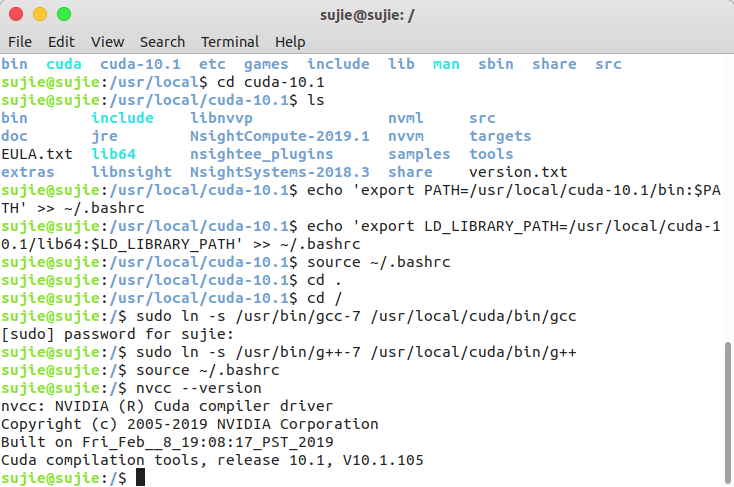 sujie@sujie: /
File Edit View Search Terminal Help
bin cuda cuda-10.1 etc games include lib man sbin share src
sujie@sujie:/usr/local$ cd cuda-10.1
sujie@sujie:/usr/local/cuda-10.1$ ls
bin include libnvvp nvml src
doc jre NsightCompute-2019.1 nvvm targets
EULA.txt lib64 nsightee_plugins samples tools
extras libnsight NsightSystems-2018.3 share version.txt
sujie@sujie:/usr/local/cuda-10.1$ echo 'export PATH=/usr/local/cuda-10.1/bin:$PA
TH' >> ~/.bashrc
sujie@sujie:/usr/local/cuda-10.1$ echo 'export LD_LIBRARY_PATH=/usr/local/cuda-1
0.1/lib64:$LD_LIBRARY_PATH' >> ~/.bashrc
sujie@sujie:/usr/local/cuda-10.1$ source ~/.bashrc
sujie@sujie:/usr/local/cuda-10.1$ cd .
sujie@sujie:/usr/local/cuda-10.1$ cd /
sujie@sujie:/$ sudo ln -s /usr/bin/gcc-7 /usr/local/cuda/bin/gcc
[sudo] password for sujie:
sujie@sujie:/$ sudo ln -s /usr/bin/g++-7 /usr/local/cuda/bin/g++
sujie@sujie:/$ source ~/.bashrc
sujie@sujie:/$ nvcc --version
nvcc: NVIDIA (R) Cuda compiler driver
Copyright (c) 2005-2019 NVIDIA Corporation
Built on Fri_Feb__8_19:08:17_PST_2019
Cuda compilation tools, release 10.1, V10.1.105
sujie@sujie:/$